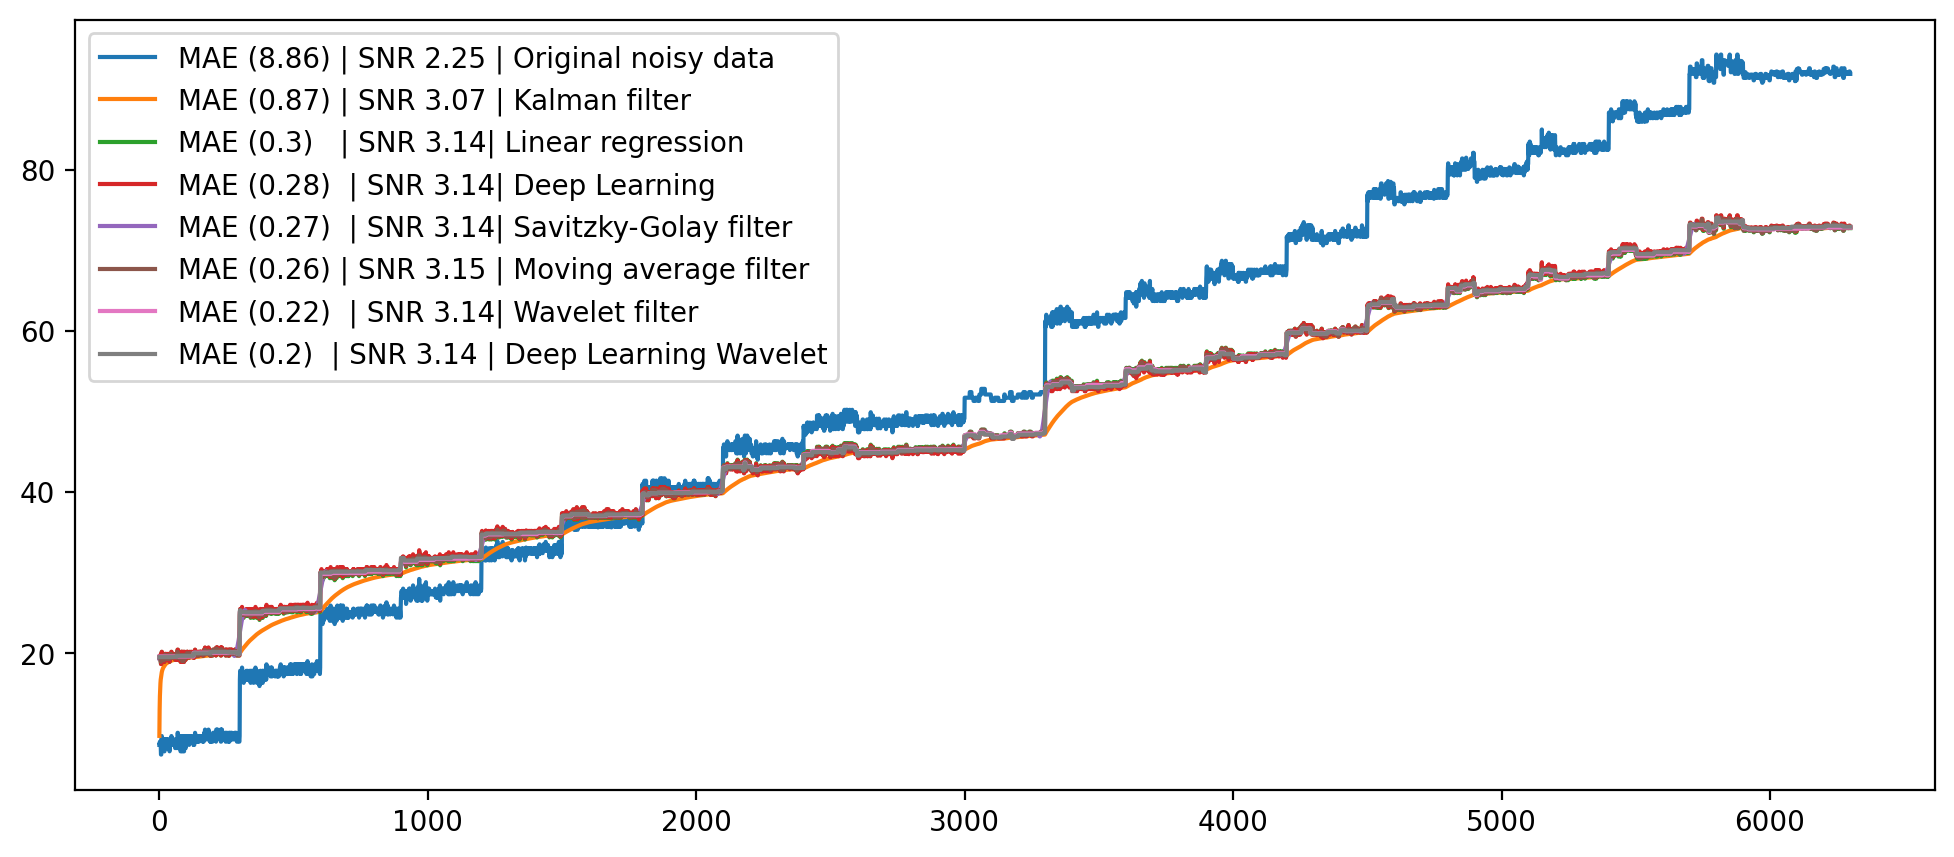 MAE (8.86) | SNR 2.25 | Original noisy data
MAE (0.87) | SNR 3.07 | Kalman filter
MAE (0.3)   | SNR 3.14| Linear regression
MAE (0.28)  | SNR 3.14| Deep Learning
MAE (0.27)  | SNR 3.14| Savitzky-Golay filter
MAE (0.26) | SNR 3.15 | Moving average filter
MAE (0.22)  | SNR 3.14| Wavelet filter
MAE (0.2)  | SNR 3.14 | Deep Learning Wavelet
80
60
40
20
0 1000 2000 3000 4000 5000 6000